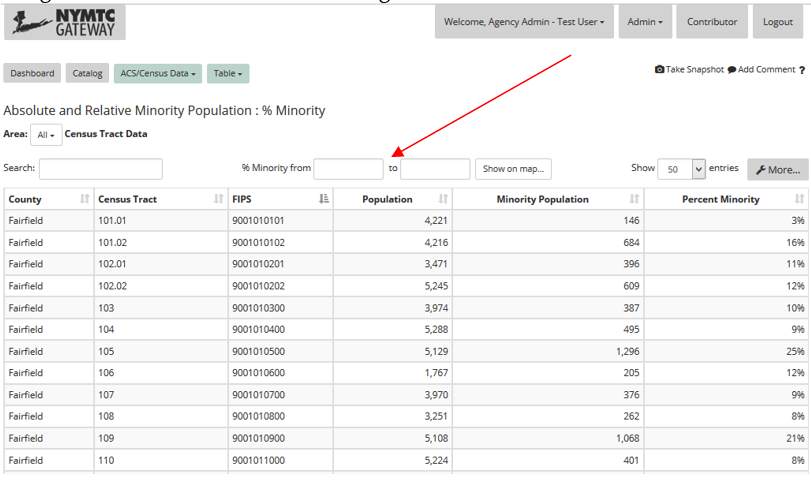 NYMTC
GATEWAY
Welcome, Agency Admin - Test User
Admin
Contributor
Logout
Dashboard
Catalog
ACS/Census Data
Table
Take Snapshot
Add Comment ?
Absolute and Relative Minority Population : % Minority
Area: All Census Tract Data
Search: % Minority from to Show on map... Show 50 entries More...
County Census Tract FIPS Population Minority Population Percent Minority
Fairfield 101.01 9001010101 4,221 146 3%
Fairfield 101.02 9001010102 4,216 684 16%
Fairfield 102.01 9001010201 3,471 396 11%
Fairfield 102.02 9001010202 5,245 609 12%
Fairfield 103 9001010300 3,974 387 10%
Fairfield 104 9001010400 5,288 495 9%
Fairfield 105 9001010500 5,129 1,296 25%
Fairfield 106 9001010600 1,767 205 12%
Fairfield 107 9001010700 3,970 376 9%
Fairfield 108 9001010800 3,251 262 8%
Fairfield 109 9001010900 5,108 1,068 21%
Fairfield 110 9001011000 5,224 401 8%